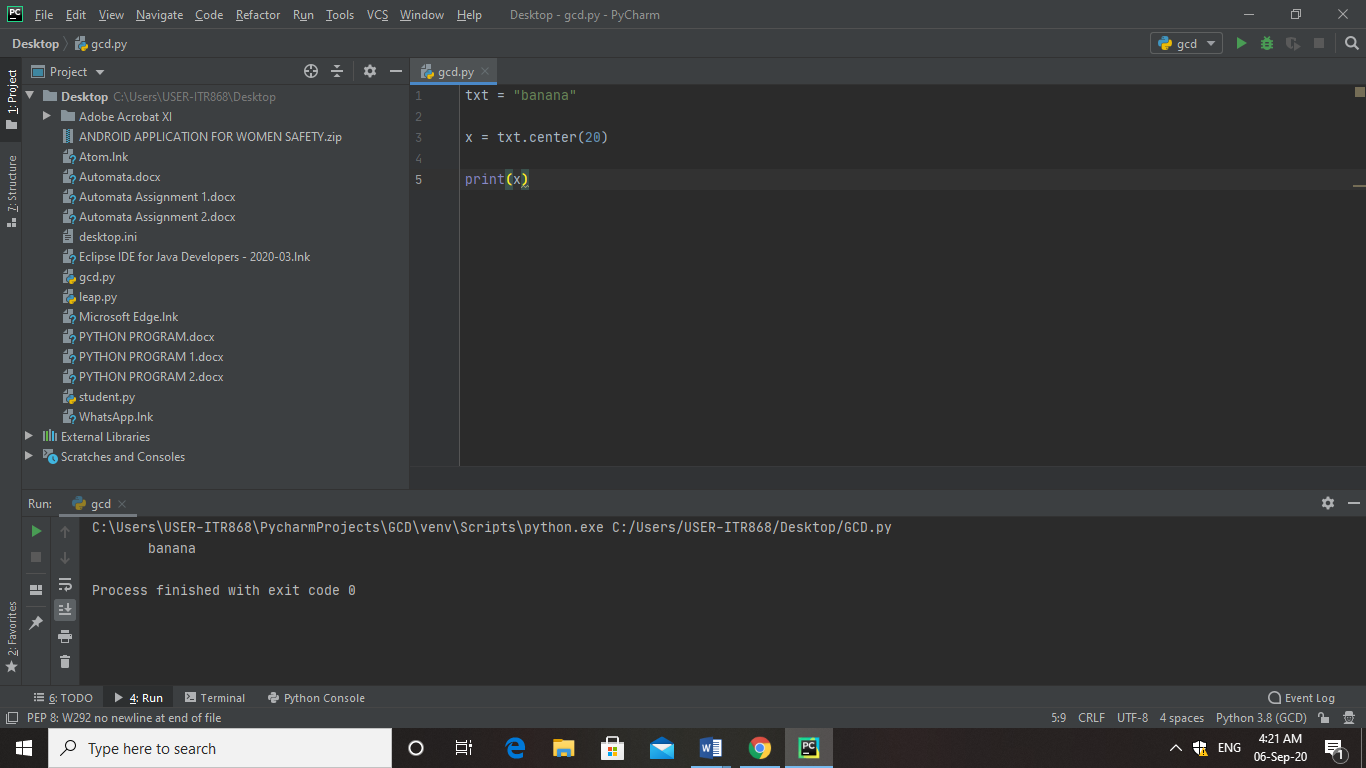 PC File Edit View Navigate Code Refactor Run Tools VCS Window Help Desktop - gcd.py - PyCharm
Desktop gcd.py gcd
1: Project
Project
gcd.py
Desktop C:\Users\USER-ITR868\Desktop
Adobe Acrobat XI
ANDROID APPLICATION FOR WOMEN SAFETY.zip
Atom.lnk
Automata.docx
Automata Assignment 1.docx
Automata Assignment 2.docx
desktop.ini
Eclipse IDE for Java Developers - 2020-03.lnk
gcd.py
leap.py
Microsoft Edge.lnk
PYTHON PROGRAM.docx
PYTHON PROGRAM 1.docx
PYTHON PROGRAM 2.docx
student.py
WhatsApp.lnk
External Libraries
Scratches and Consoles
7: Structure
1 txt = "banana"
2
3 x = txt.center(20)
4
5 print(x)
Run: gcd
C:\Users\USER-ITR868\PycharmProjects\GCD\venv\Scripts\python.exe C:/Users/USER-ITR868/Desktop/GCD.py
       banana
Process finished with exit code 0
2: Favorites
6: TODO 4: Run Terminal Python Console Event Log
PEP 8: W292 no newline at end of file 5:9 CRLF UTF-8 4 spaces Python 3.8 (GCD)
Type here to search ENG 4:21 AM
06-Sep-20 1